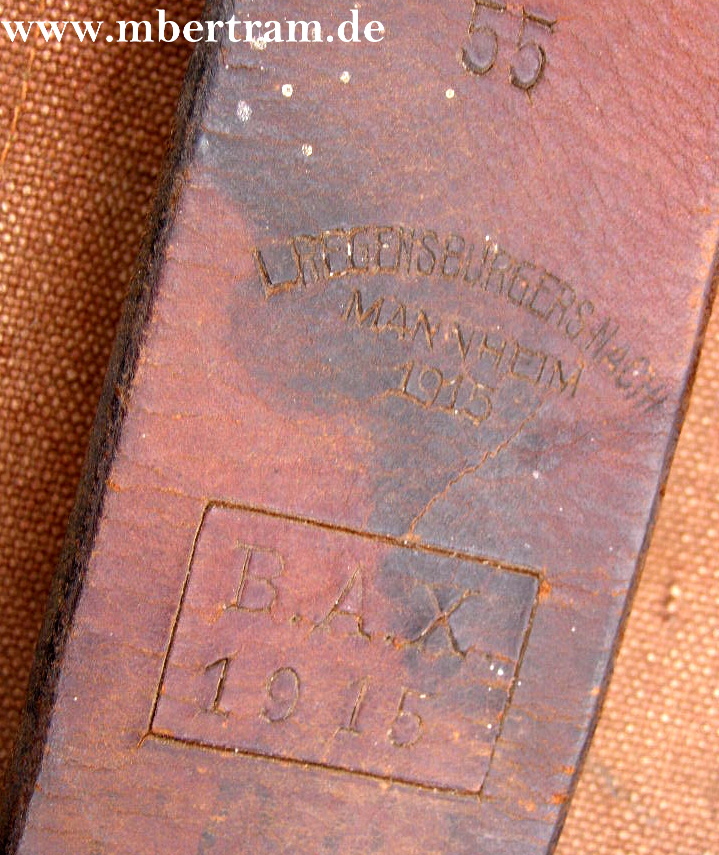 www.mbertram.de
55
L. REGENSBURGERS NACHF.
MANNHEIM
1915
B.A.X.
1915